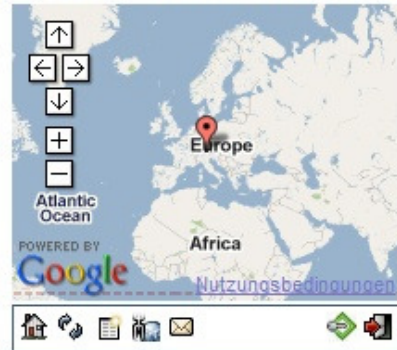 Europe
Atlantic
Ocean
Africa
POWERED BY
Google
Nutzungsbedingungen